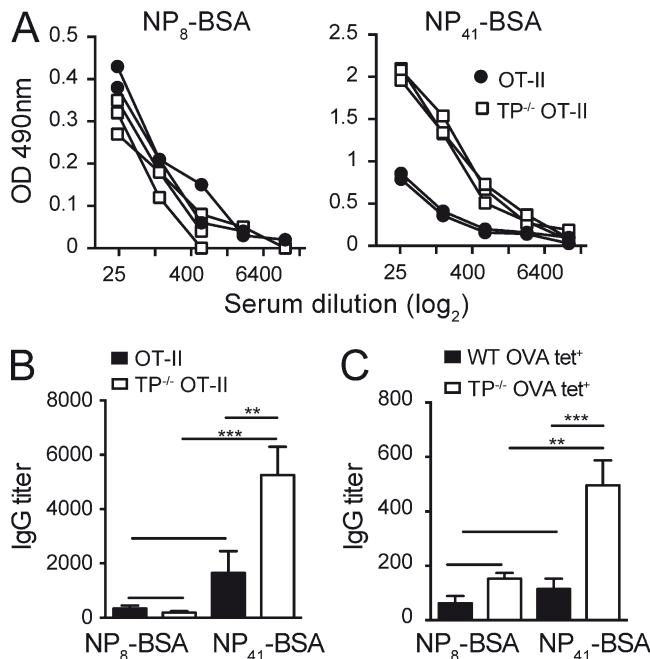 A
NP8-BSA
NP41-BSA
0.5
0.4
0.3
0.2
0.1
0
OD 490nm
2.5
2
1.5
1
0.5
0
OT-II
TP-/- OT-II
25 400 6400
25 400 6400
Serum dilution (log2)
B
OT-II
TP-/- OT-II
8000
6000
4000
2000
0
IgG titer
**
***
NP8-BSA NP41-BSA
C
WT OVA tet+
TP-/- OVA tet+
800
600
400
200
0
IgG titer
***
**
NP8-BSA NP41-BSA